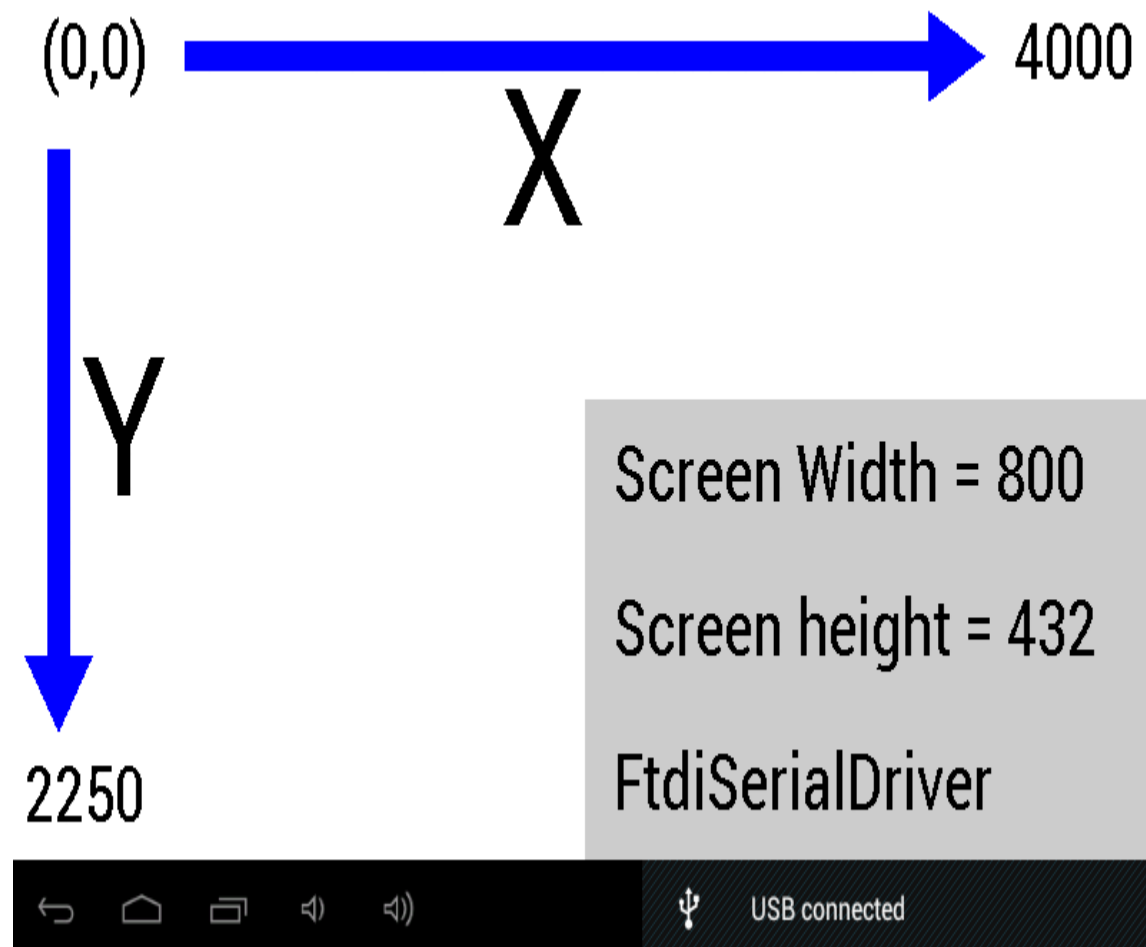 (0,0)
4000
X
Y
Screen Width = 800
Screen height = 432
FtdiSerialDriver
2250
USB connected